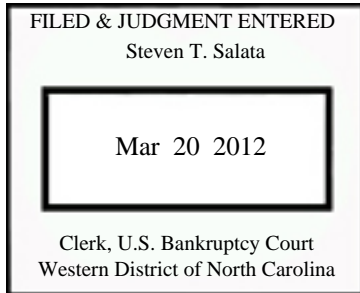 FILED & JUDGMENT ENTERED
Steven T. Salata
Mar 20 2012
Clerk, U.S. Bankruptcy Court
Western District of North Carolina